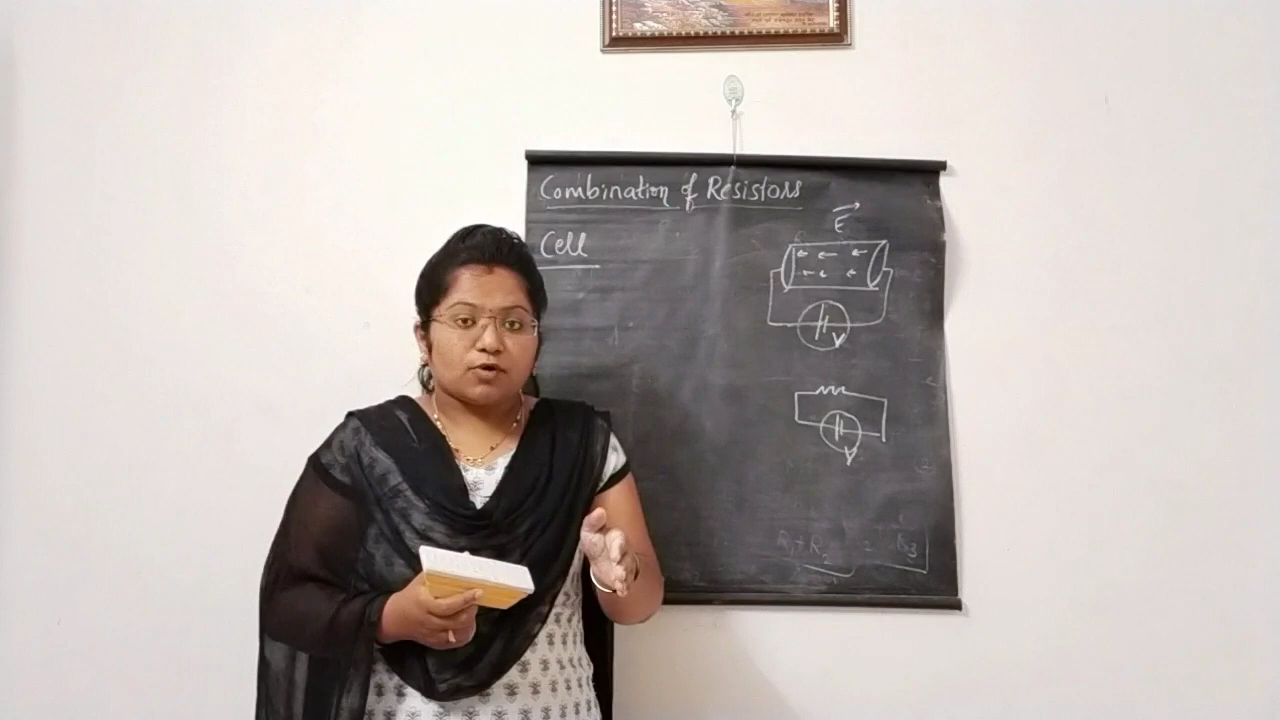 Combination of Resistors
Cell
E
V
V
R₁ + R₂ = R₃